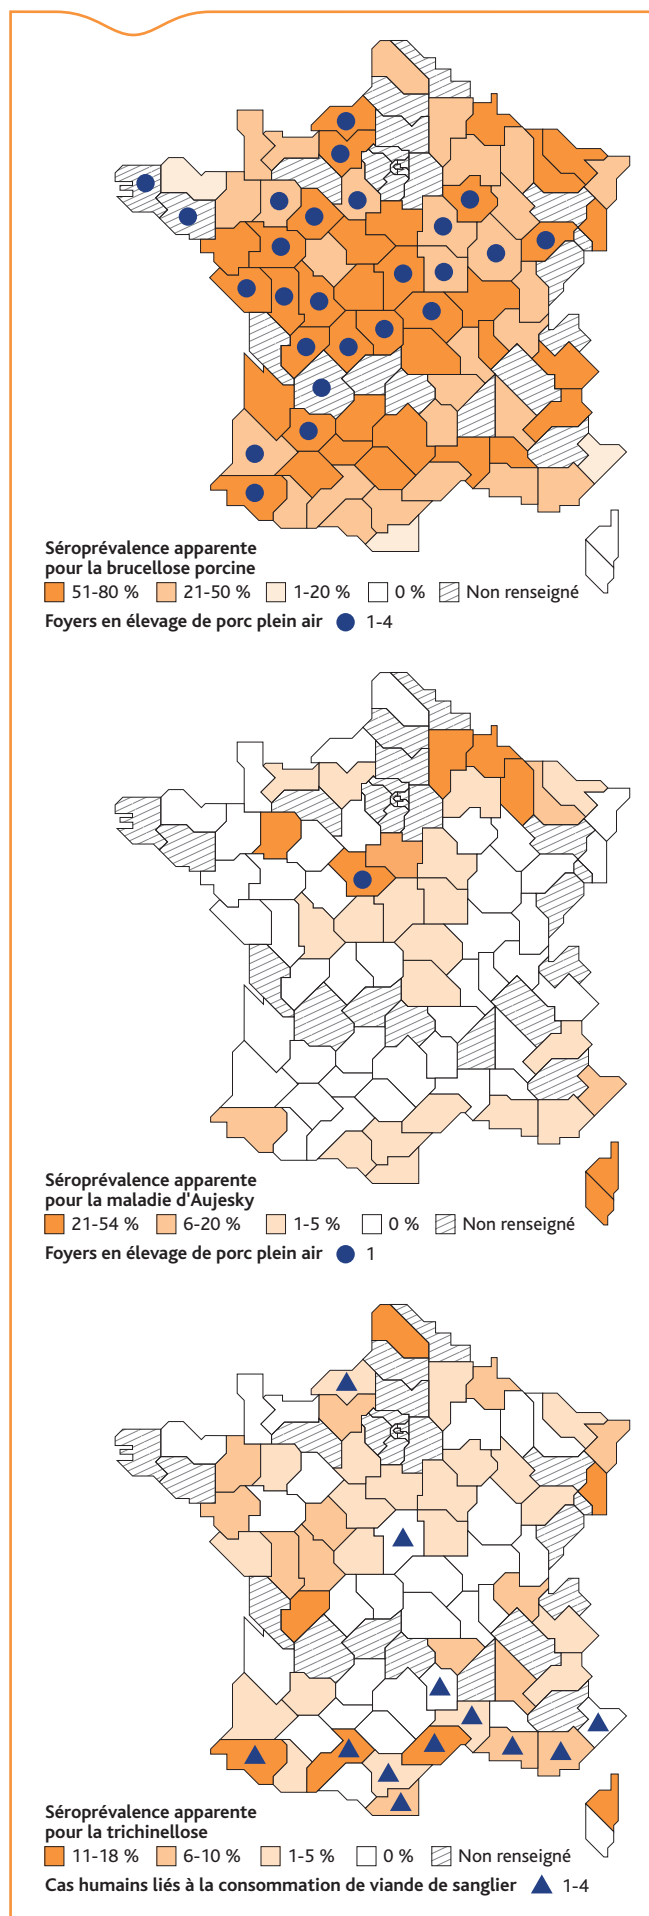 Séroprévalence apparente
pour la brucellose porcine
51-80 % 21-50 % 1-20 % 0 % Non renseigné
Foyers en élevage de porc plein air 1-4
Séroprévalence apparente
pour la maladie d'Aujesky
21-54 % 6-20 % 1-5 % 0 % Non renseigné
Foyers en élevage de porc plein air 1
Séroprévalence apparente
pour la trichinellose
11-18 % 6-10 % 1-5 % 0 % Non renseigné
Cas humains liés à la consommation de viande de sanglier 1-4